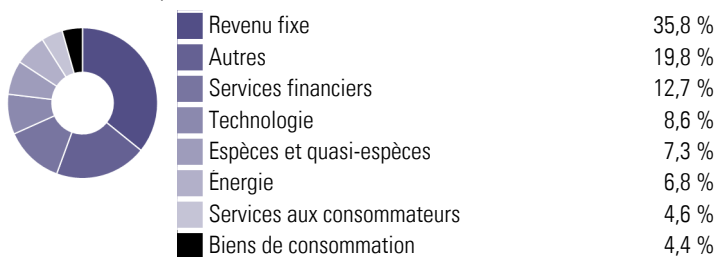 Revenu fixe 35,8 %
Autres 19,8 %
Services financiers 12,7 %
Technologie 8,6 %
Espèces et quasi-espèces 7,3 %
Énergie 6,8 %
Services aux consommateurs 4,6 %
Biens de consommation 4,4 %